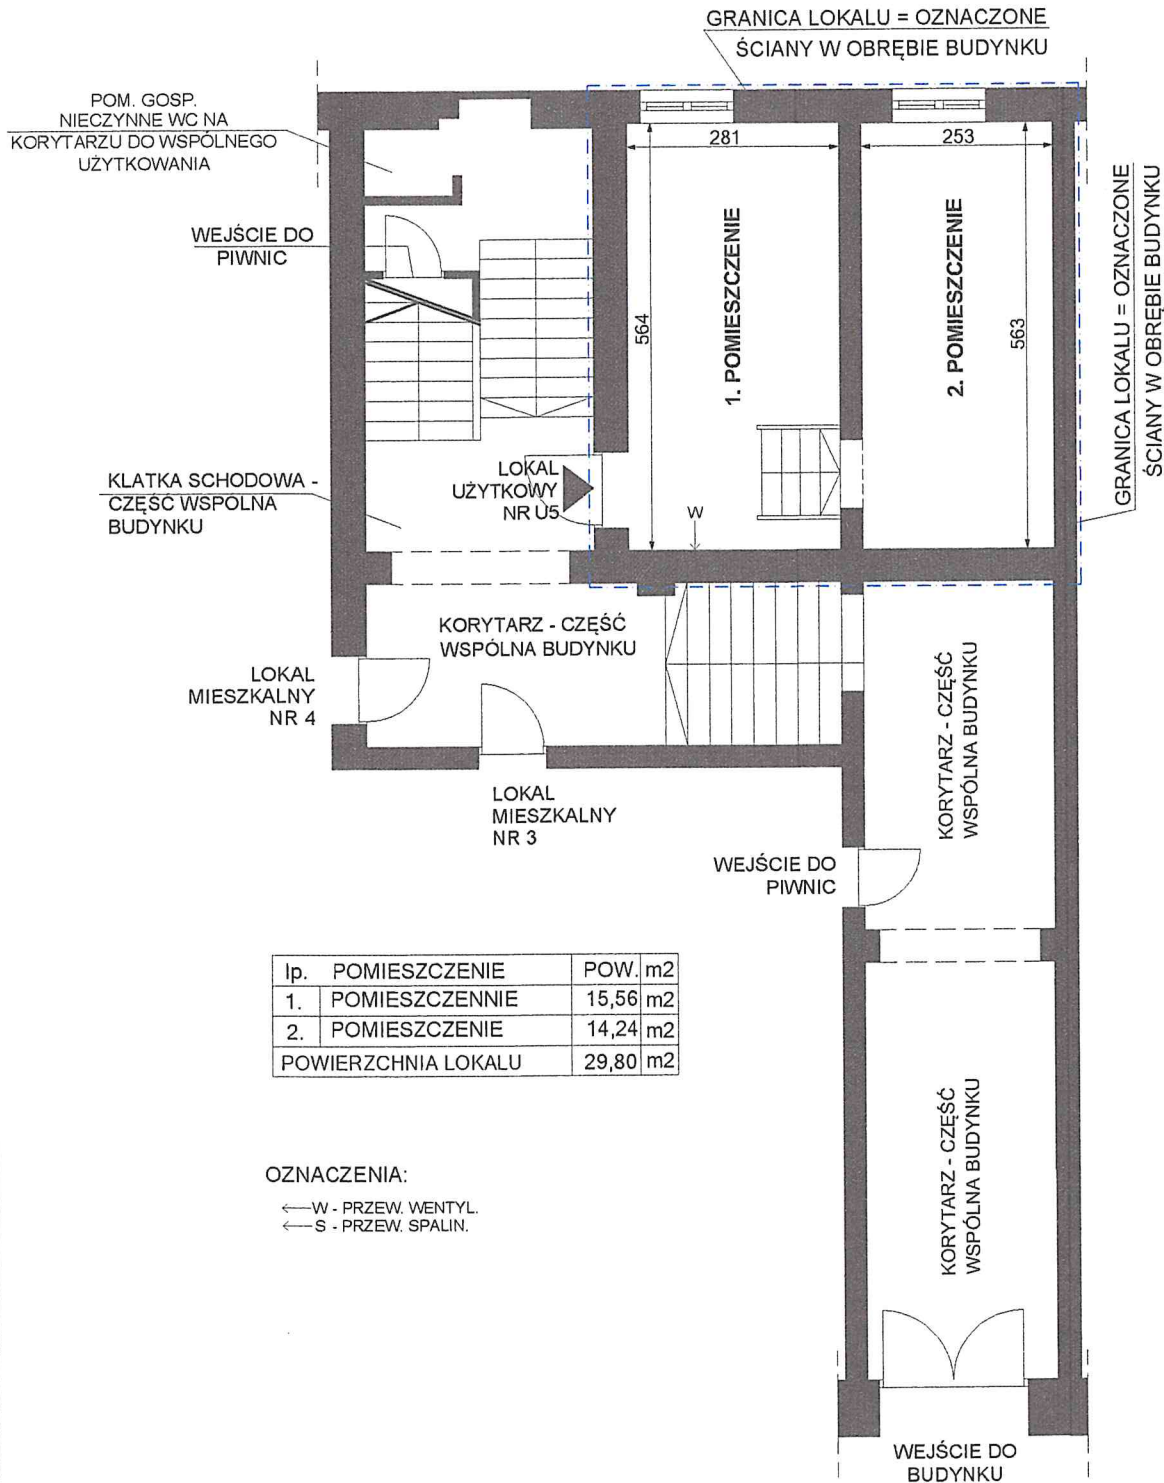 GRANICA LOKALU = OZNACZONE
ŚCIANY W OBRĘBIE BUDYNKU
POM. GOSP.
NIECZYNNE WC NA
KORYTARZU DO WSPÓLNEGO
UŻYTKOWANIA
WEJŚCIE DO
PIWNIC
281
253
564
563
1. POMIESZCZENIE
2. POMIESZCZENIE
GRANICA LOKALU = OZNACZONE
ŚCIANY W OBRĘBIE BUDYNKU
KLATKA SCHODOWA -
CZĘŚĆ WSPÓLNA
BUDYNKU
LOKAL
UŻYTKOWY
NR U5
W
KORYTARZ - CZĘŚĆ
WSPÓLNA BUDYNKU
LOKAL
MIESZKALNY
NR 4
LOKAL
MIESZKALNY
NR 3
KORYTARZ - CZĘŚĆ
WSPÓLNA BUDYNKU
WEJŚCIE DO
PIWNIC
lp. POMIESZCZENIE POW. m2
1. POMIESZCZENNIE 15,56 m2
2. POMIESZCZENIE 14,24 m2
POWIERZCHNIA LOKALU 29,80 m2
KORYTARZ - CZĘŚĆ
WSPÓLNA BUDYNKU
OZNACZENIA:
←W - PRZEW. WENTYL.
←S - PRZEW. SPALIN.
WEJŚCIE DO
BUDYNKU